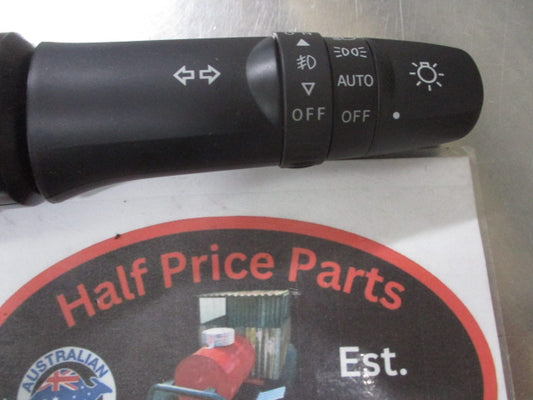 AUTO
OFF
OFF
Half Price Parts
Est.
AUSTRALIAN